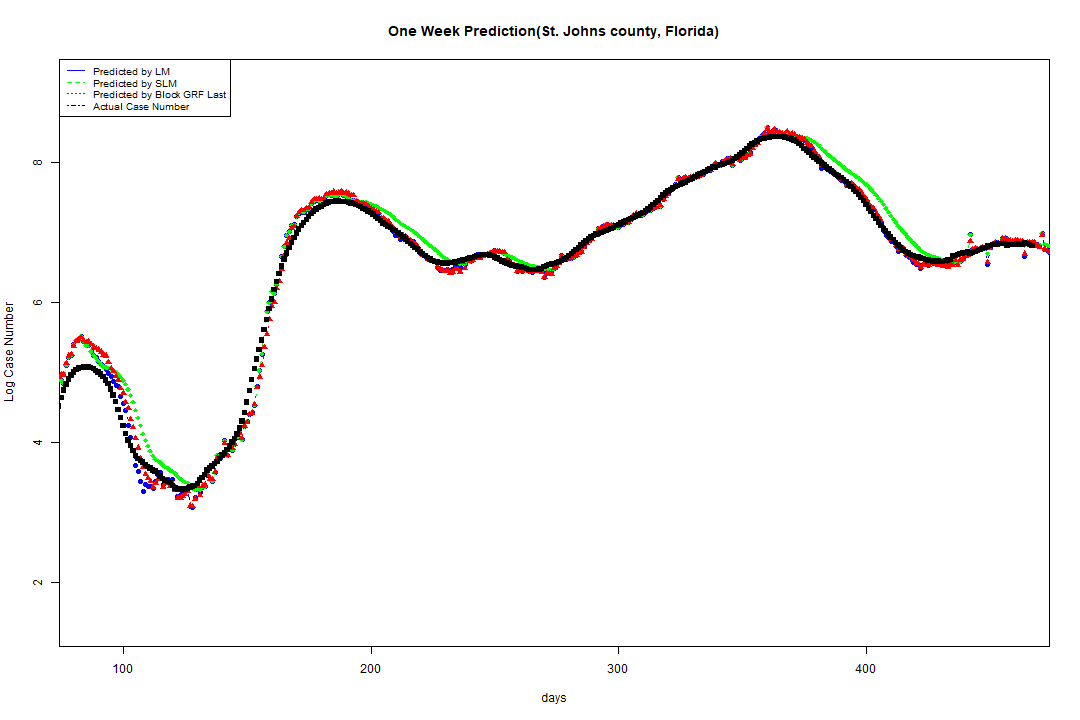 One Week Prediction(St. Johns county, Florida)
Predicted by LM
Predicted by SLM
Predicted by Block GRF Last
Actual Case Number
8
6
4
2
Log Case Number
100 200 300 400
days